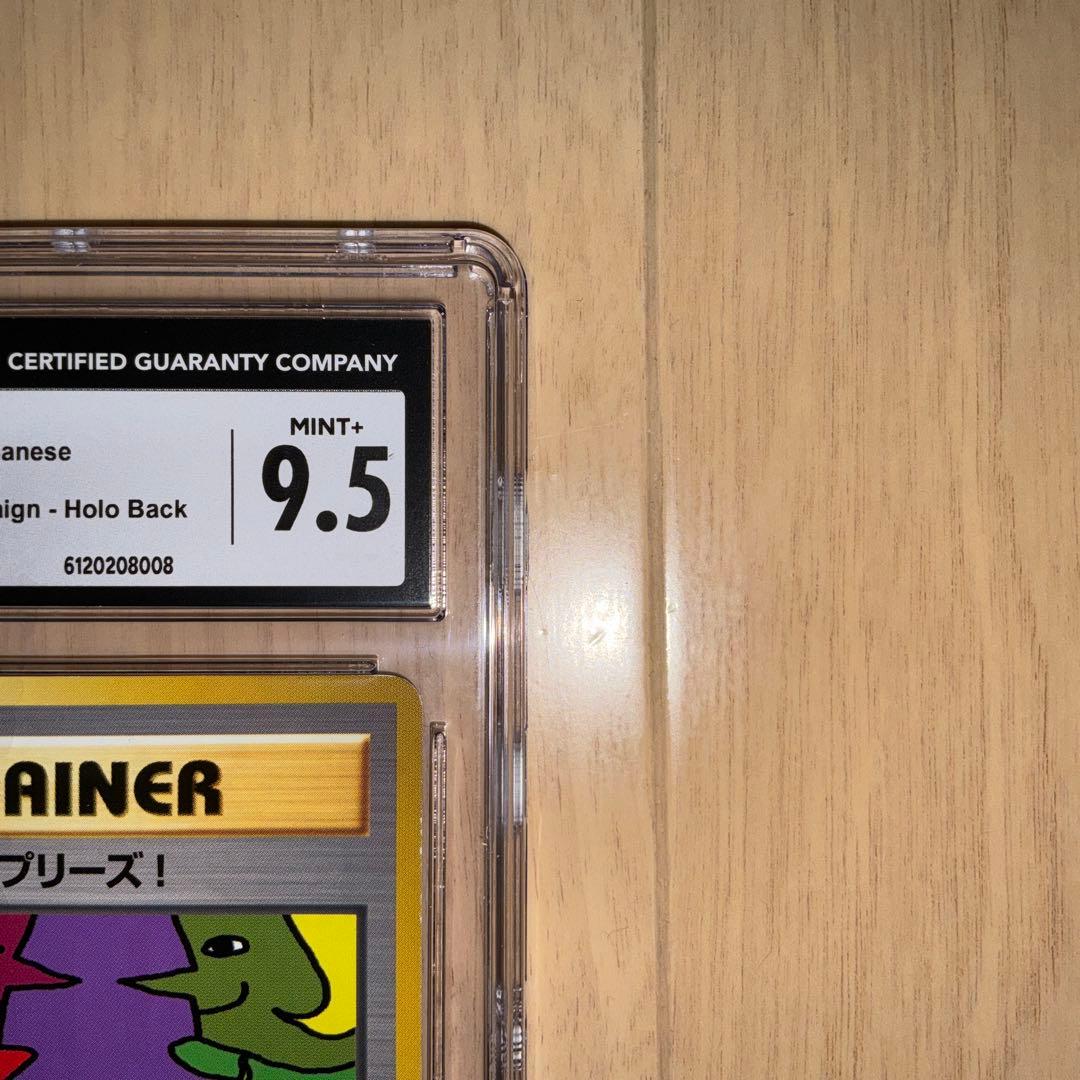 CERTIFIED GUARANTY COMPANY
MINT+
anese
9.5
aign - Holo Back
6120208008
AINER
プリーズ！